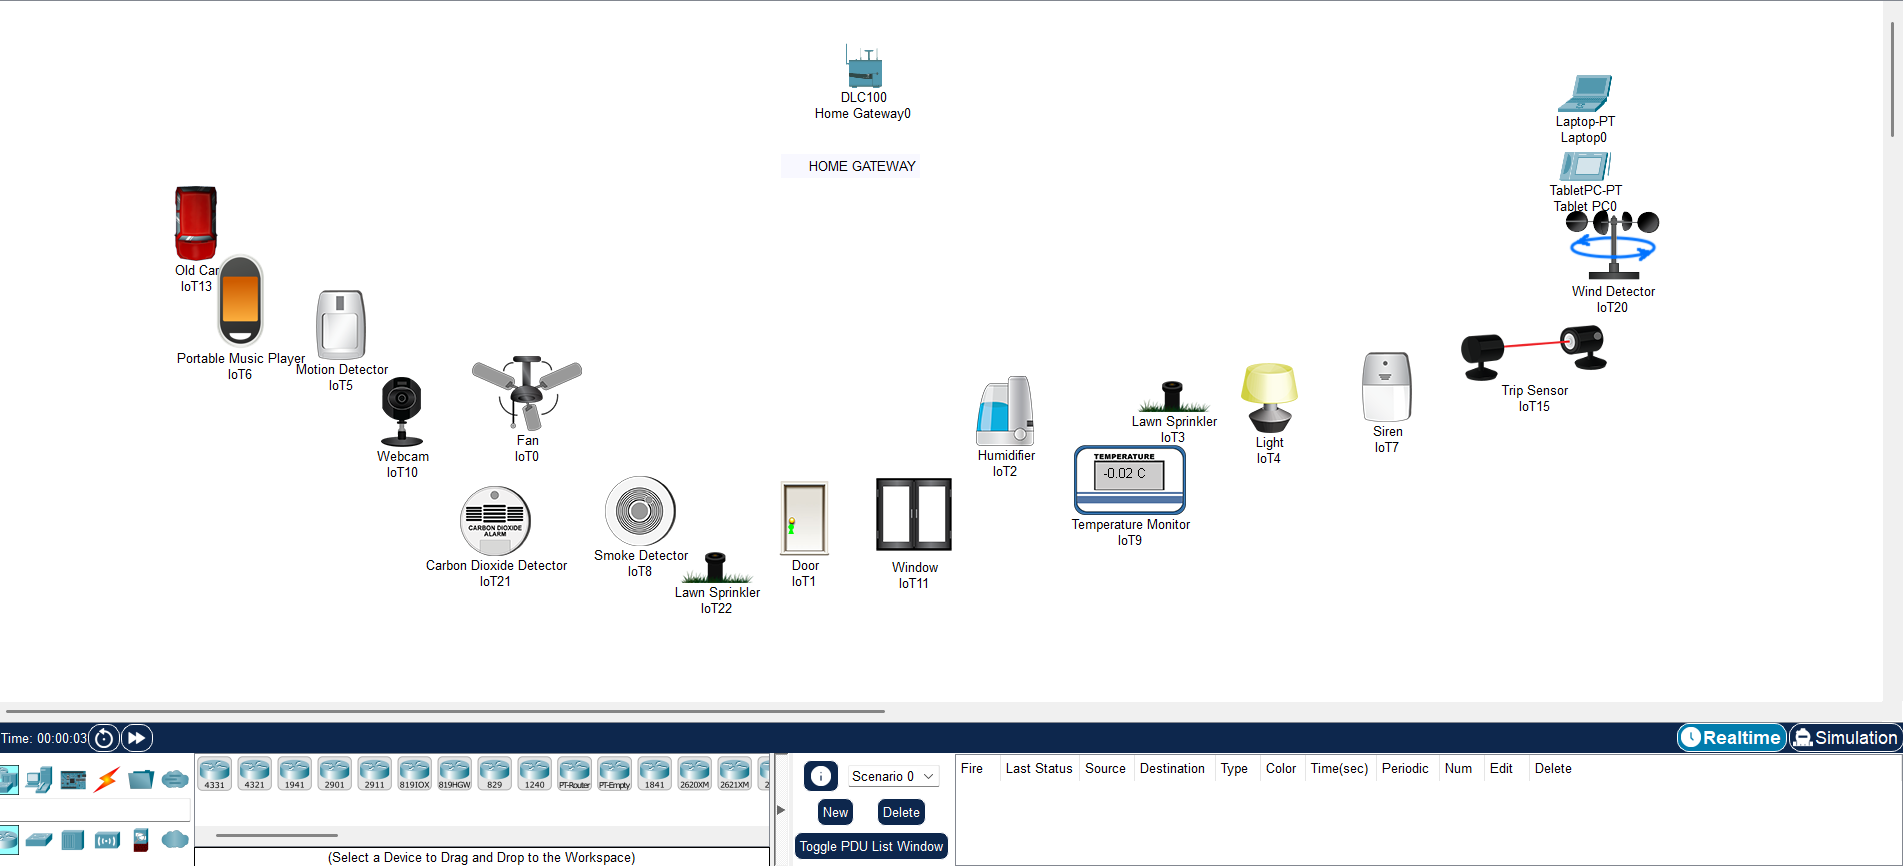 DLC100
Home Gateway0
HOME GATEWAY
Laptop-PT
Laptop0
TabletPC-PT
Tablet PC0
Wind Detector
IoT20
Old Car
IoT13
Portable Music Player
IoT6
Motion Detector
IoT5
Webcam
IoT10
Fan
IoT0
CARBON DIOXIDE
ALARM
Carbon Dioxide Detector
IoT21
Smoke Detector
IoT8
Lawn Sprinkler
IoT22
Door
IoT1
Window
IoT11
Humidifier
IoT2
TEMPERATURE
-0.02 C
Temperature Monitor
IoT9
Lawn Sprinkler
IoT3
Light
IoT4
Siren
IoT7
Trip Sensor
IoT15
Time: 00:00:03
Realtime
Simulation
4331 4321 1941 2901 2911 819IOX 819HGW 829 1240 PT-Router PT-Empty 1841 2620XM 2621XM 2
(Select a Device to Drag and Drop to the Workspace)
Scenario 0
New
Delete
Toggle PDU List Window
Fire Last Status Source Destination Type Color Time(sec) Periodic Num Edit Delete